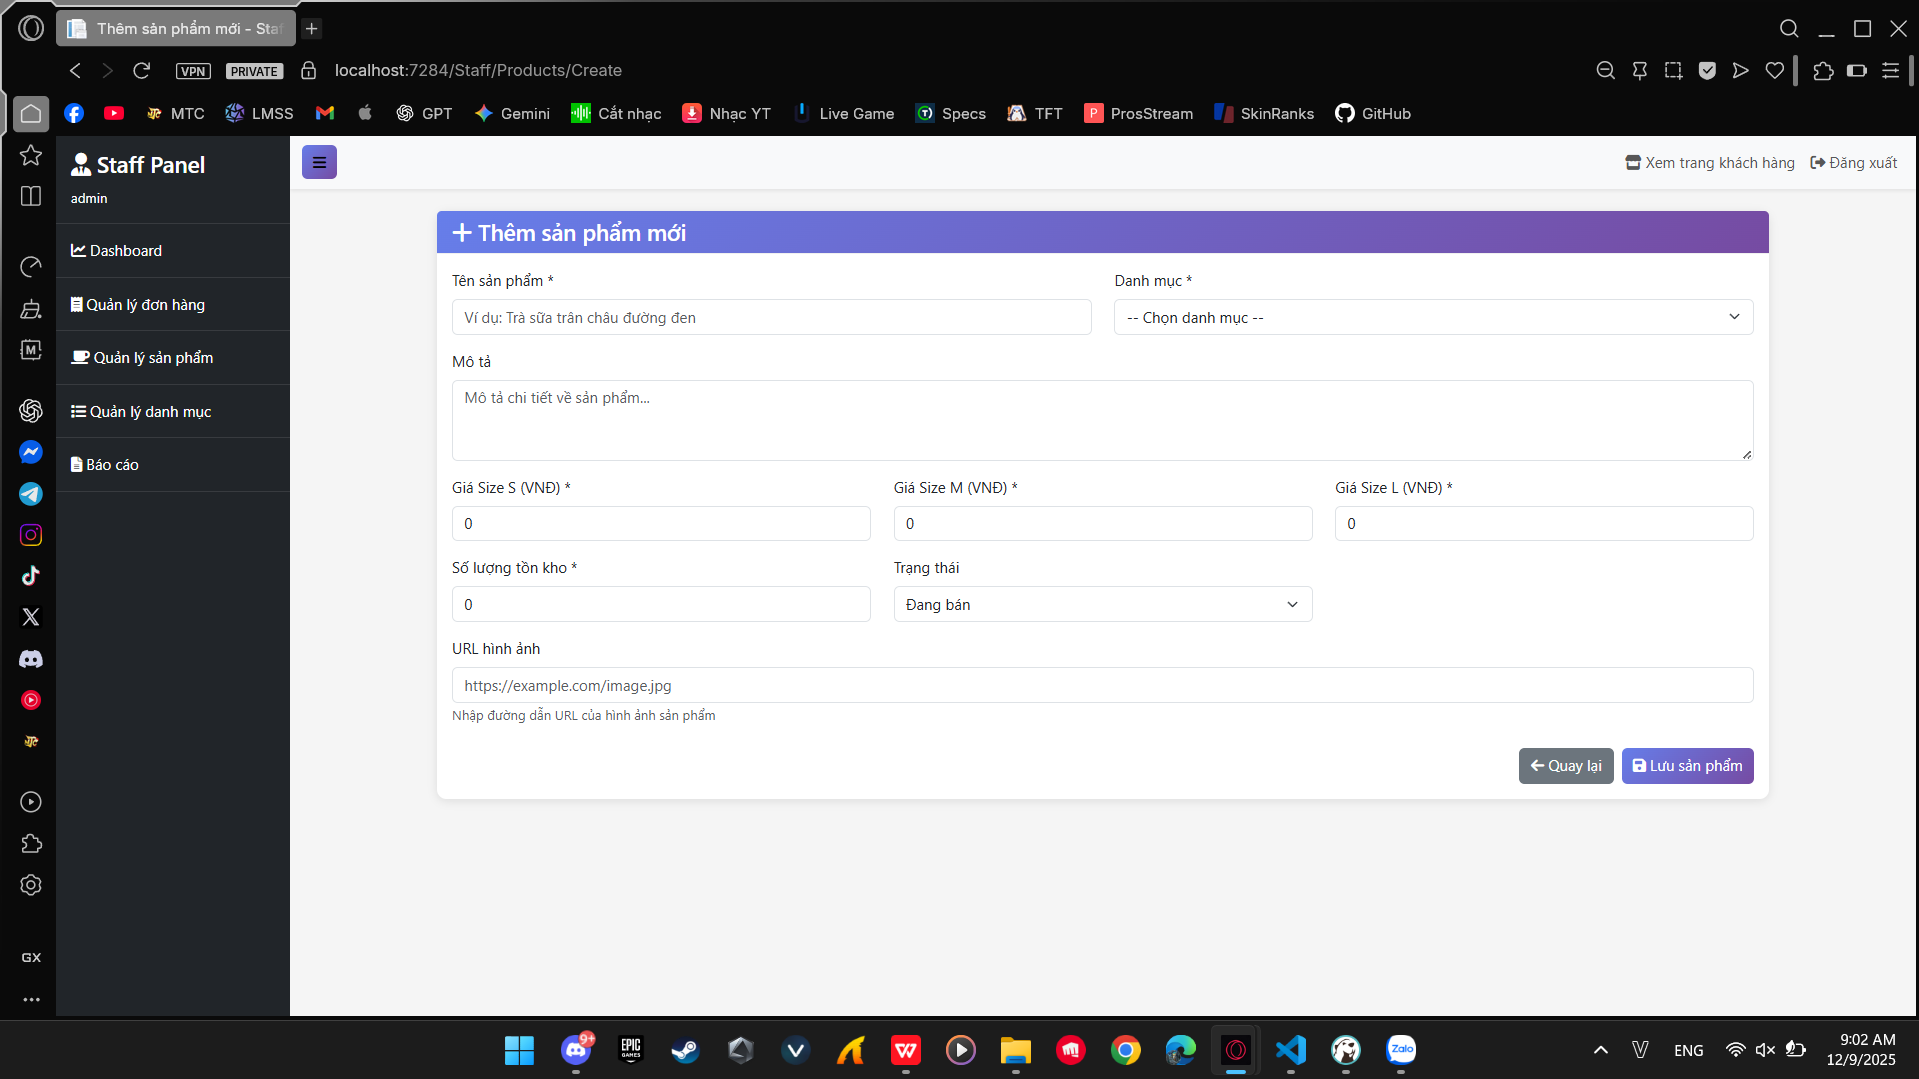 Thêm sản phẩm mới - Staf
VPN PRIVATE localhost:7284/Staff/Products/Create
MTC LMSS GPT Gemini Cắt nhạc Nhạc YT Live Game Specs TFT ProsStream SkinRanks GitHub
Staff Panel
admin
Dashboard
Quản lý đơn hàng
Quản lý sản phẩm
Quản lý danh mục
Báo cáo
Xem trang khách hàng Đăng xuất
Thêm sản phẩm mới
Tên sản phẩm * Danh mục *
Ví dụ: Trà sữa trân châu đường đen -- Chọn danh mục --
Mô tả
Mô tả chi tiết về sản phẩm...
Giá Size S (VNĐ) * Giá Size M (VNĐ) * Giá Size L (VNĐ) *
0 0 0
Số lượng tồn kho * Trạng thái
0 Đang bán
URL hình ảnh
https://example.com/image.jpg
Nhập đường dẫn URL của hình ảnh sản phẩm
Quay lại Lưu sản phẩm
GX
9+
EPIC GAMES
Zalo
ENG
9:02 AM
12/9/2025